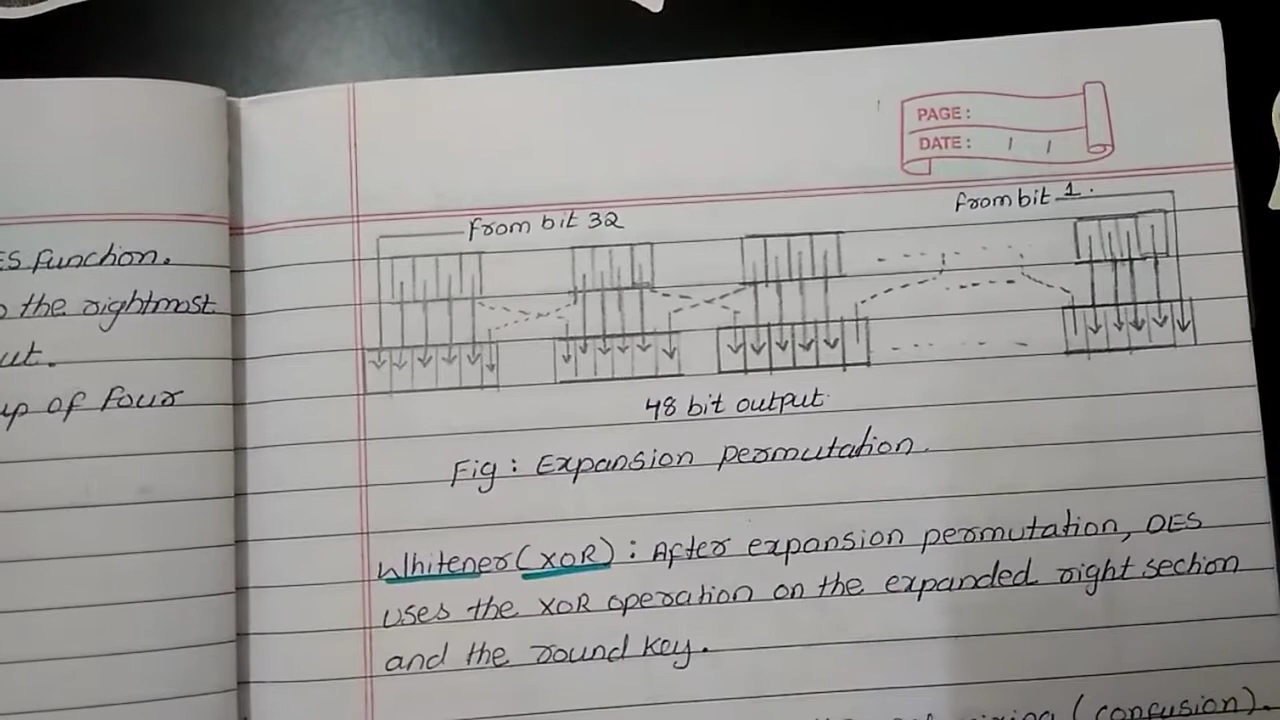 PAGE:
DATE: / /
ES function.
the rightmost
ut.
up of four
from bit 32
from bit 1.
48 bit output
Fig: Expansion permutation.
Whitener(XOR): After expansion permutation, DES
uses the XOR operation on the expanded right section
and the round key.
(confusion).